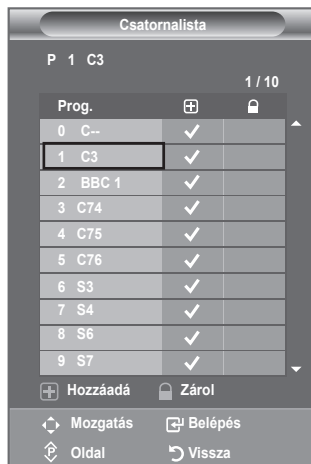 Csatornalista
P 1 C3
1 / 10
Prog.
0 C--
1 C3
2 BBC 1
3 C74
4 C75
5 C76
6 S3
7 S4
8 S6
9 S7
Hozzáadá Zárol
Mozgatás Belépés
Oldal Vissza